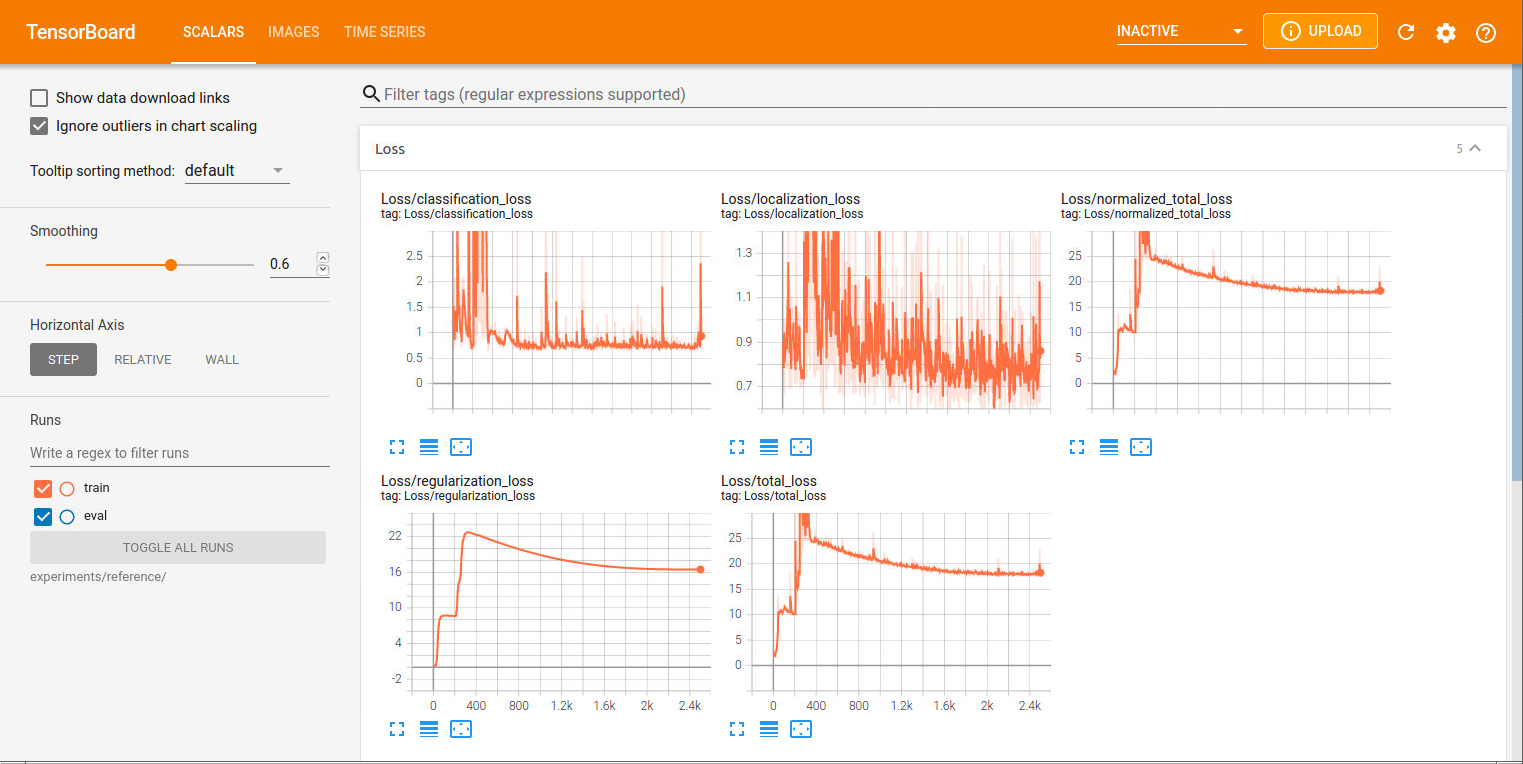 TensorBoard SCALARS IMAGES TIME SERIES INACTIVE UPLOAD
Show data download links
Ignore outliers in chart scaling
Tooltip sorting method: default
Smoothing
0.6
Horizontal Axis
STEP RELATIVE WALL
Runs
Write a regex to filter runs
train
eval
TOGGLE ALL RUNS
experiments/reference/
Filter tags (regular expressions supported)
Loss 5
Loss/classification_loss
tag: Loss/classification_loss
2.5
2
1.5
1
0.5
0
Loss/localization_loss
tag: Loss/localization_loss
1.3
1.1
0.9
0.7
Loss/normalized_total_loss
tag: Loss/normalized_total_loss
25
20
10
5
0
Loss/regularization_loss
tag: Loss/regularization_loss
22
16
10
4
-2
0 400 800 1.2k 1.6k 2k 2.4k
Loss/total_loss
tag: Loss/total_loss
25
20
15
10
5
0
0 400 800 1.2k 1.6k 2k 2.4k